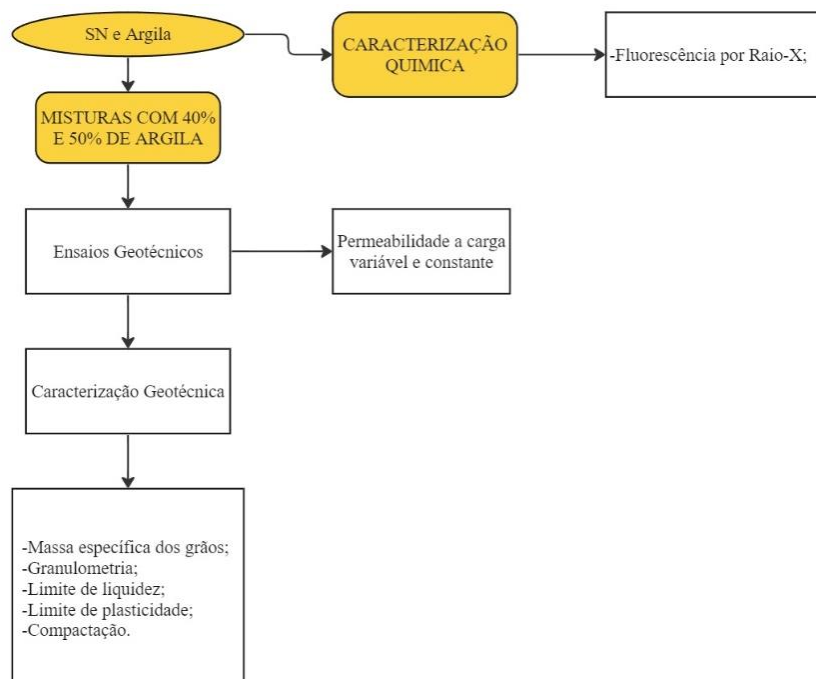 SN e Argila
CARACTERIZAÇÃO
QUIMICA
-Fluorescência por Raio-X;
MISTURAS COM 40%
E 50% DE ARGILA
Ensaios Geotécnicos
Permeabilidade a carga
variável e constante
Caracterização Geotécnica
-Massa específica dos grãos;
-Granulometria;
-Limite de liquidez;
-Limite de plasticidade;
-Compactação.